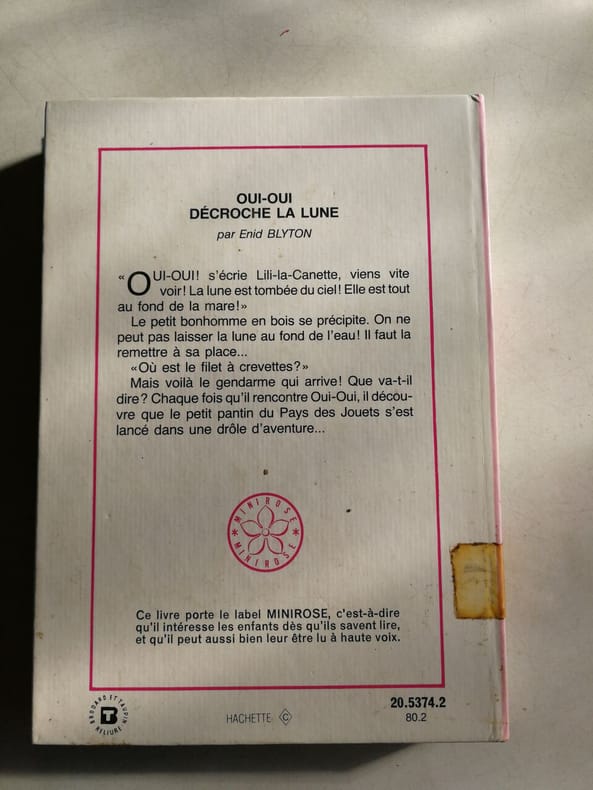 OUI-OUI
DÉCROCHE LA LUNE
par Enid BLYTON
« OUI-OUI! s'écrie Lili-la-Canette, viens vite
voir! La lune est tombée du ciel! Elle est tout
au fond de la mare!»
Le petit bonhomme en bois se précipite. On ne
peut pas laisser la lune au fond de l'eau! Il faut la
remettre à sa place...
«Où est le filet à crevettes?»
Mais voilà le gendarme qui arrive! Que va-t-il
dire? Chaque fois qu'il rencontre Oui-Oui, il décou-
vre que le petit pantin du Pays des Jouets s'est
lancé dans une drôle d'aventure...
MINIROSE * MINIROSE *
Ce livre porte le label MINIROSE, c'est-à-dire
qu'il intéresse les enfants dès qu'ils savent lire,
et qu'il peut aussi bien leur être lu à haute voix.
BRODARD ET TAUPIN
BT
RELIURE
HACHETTE C
20.5374.2
80.2